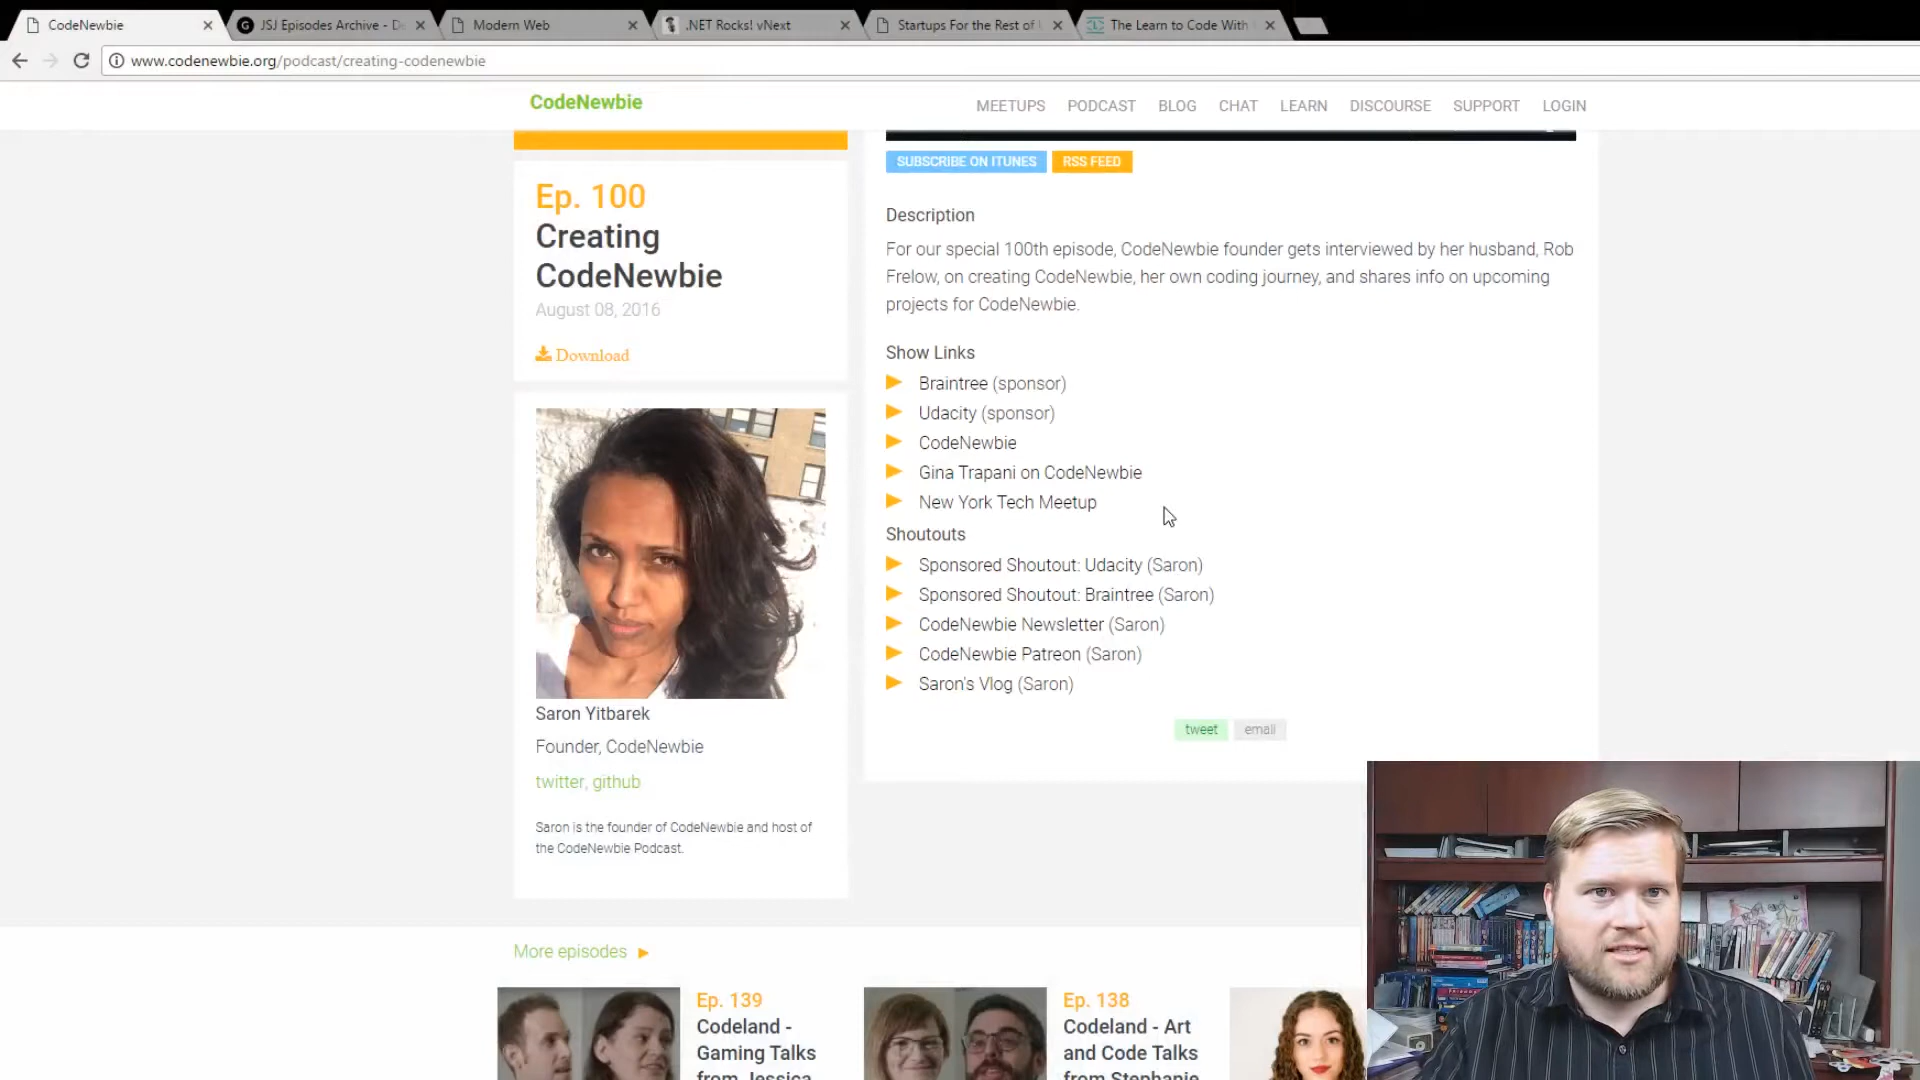 CodeNewbie
JSJ Episodes Archive - De
Modern Web
.NET Rocks! vNext
Startups For the Rest of
The Learn to Code With
www.codenewbie.org/podcast/creating-codenewbie
CodeNewbie
MEETUPS PODCAST BLOG CHAT LEARN DISCOURSE SUPPORT LOGIN
SUBSCRIBE ON ITUNES RSS FEED
Ep. 100
Creating
CodeNewbie
August 08, 2016
Download
Saron Yitbarek
Founder, CodeNewbie
twitter, github
Saron is the founder of CodeNewbie and host of
the CodeNewbie Podcast.
Description
For our special 100th episode, CodeNewbie founder gets interviewed by her husband, Rob
Frelow, on creating CodeNewbie, her own coding journey, and shares info on upcoming
projects for CodeNewbie.
Show Links
Braintree (sponsor)
Udacity (sponsor)
CodeNewbie
Gina Trapani on CodeNewbie
New York Tech Meetup
Shoutouts
Sponsored Shoutout: Udacity (Saron)
Sponsored Shoutout: Braintree (Saron)
CodeNewbie Newsletter (Saron)
CodeNewbie Patreon (Saron)
Saron's Vlog (Saron)
tweet email
More episodes
Ep. 139
Codeland -
Gaming Talks
from Jessica
Ep. 138
Codeland - Art
and Code Talks
from Stephanie